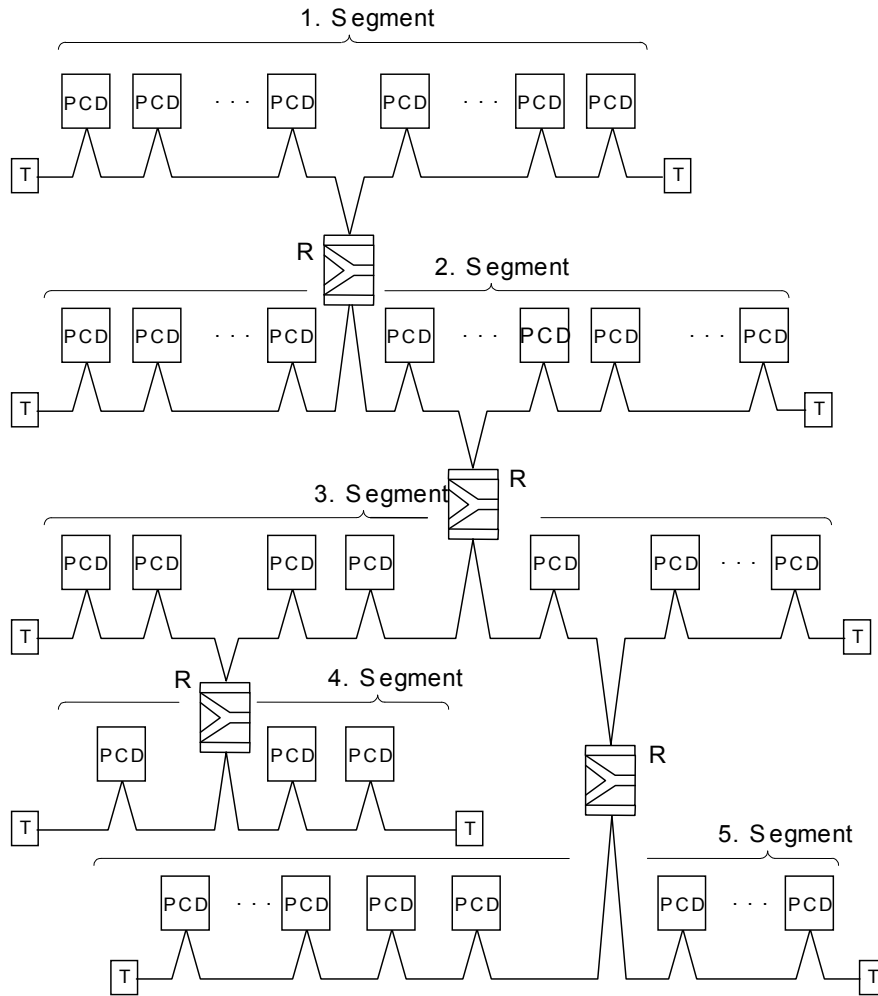 1. Segment
PCD PCD · · · PCD PCD · · · PCD PCD
T T
R
2. Segment
PCD PCD · · · PCD PCD · · · PCD PCD · · · PCD
T T
R
3. Segment
PCD PCD PCD PCD PCD PCD · · · PCD
T T
R
4. Segment
PCD PCD PCD
R
T T
5. Segment
PCD · · · PCD PCD PCD PCD · · · PCD
T T